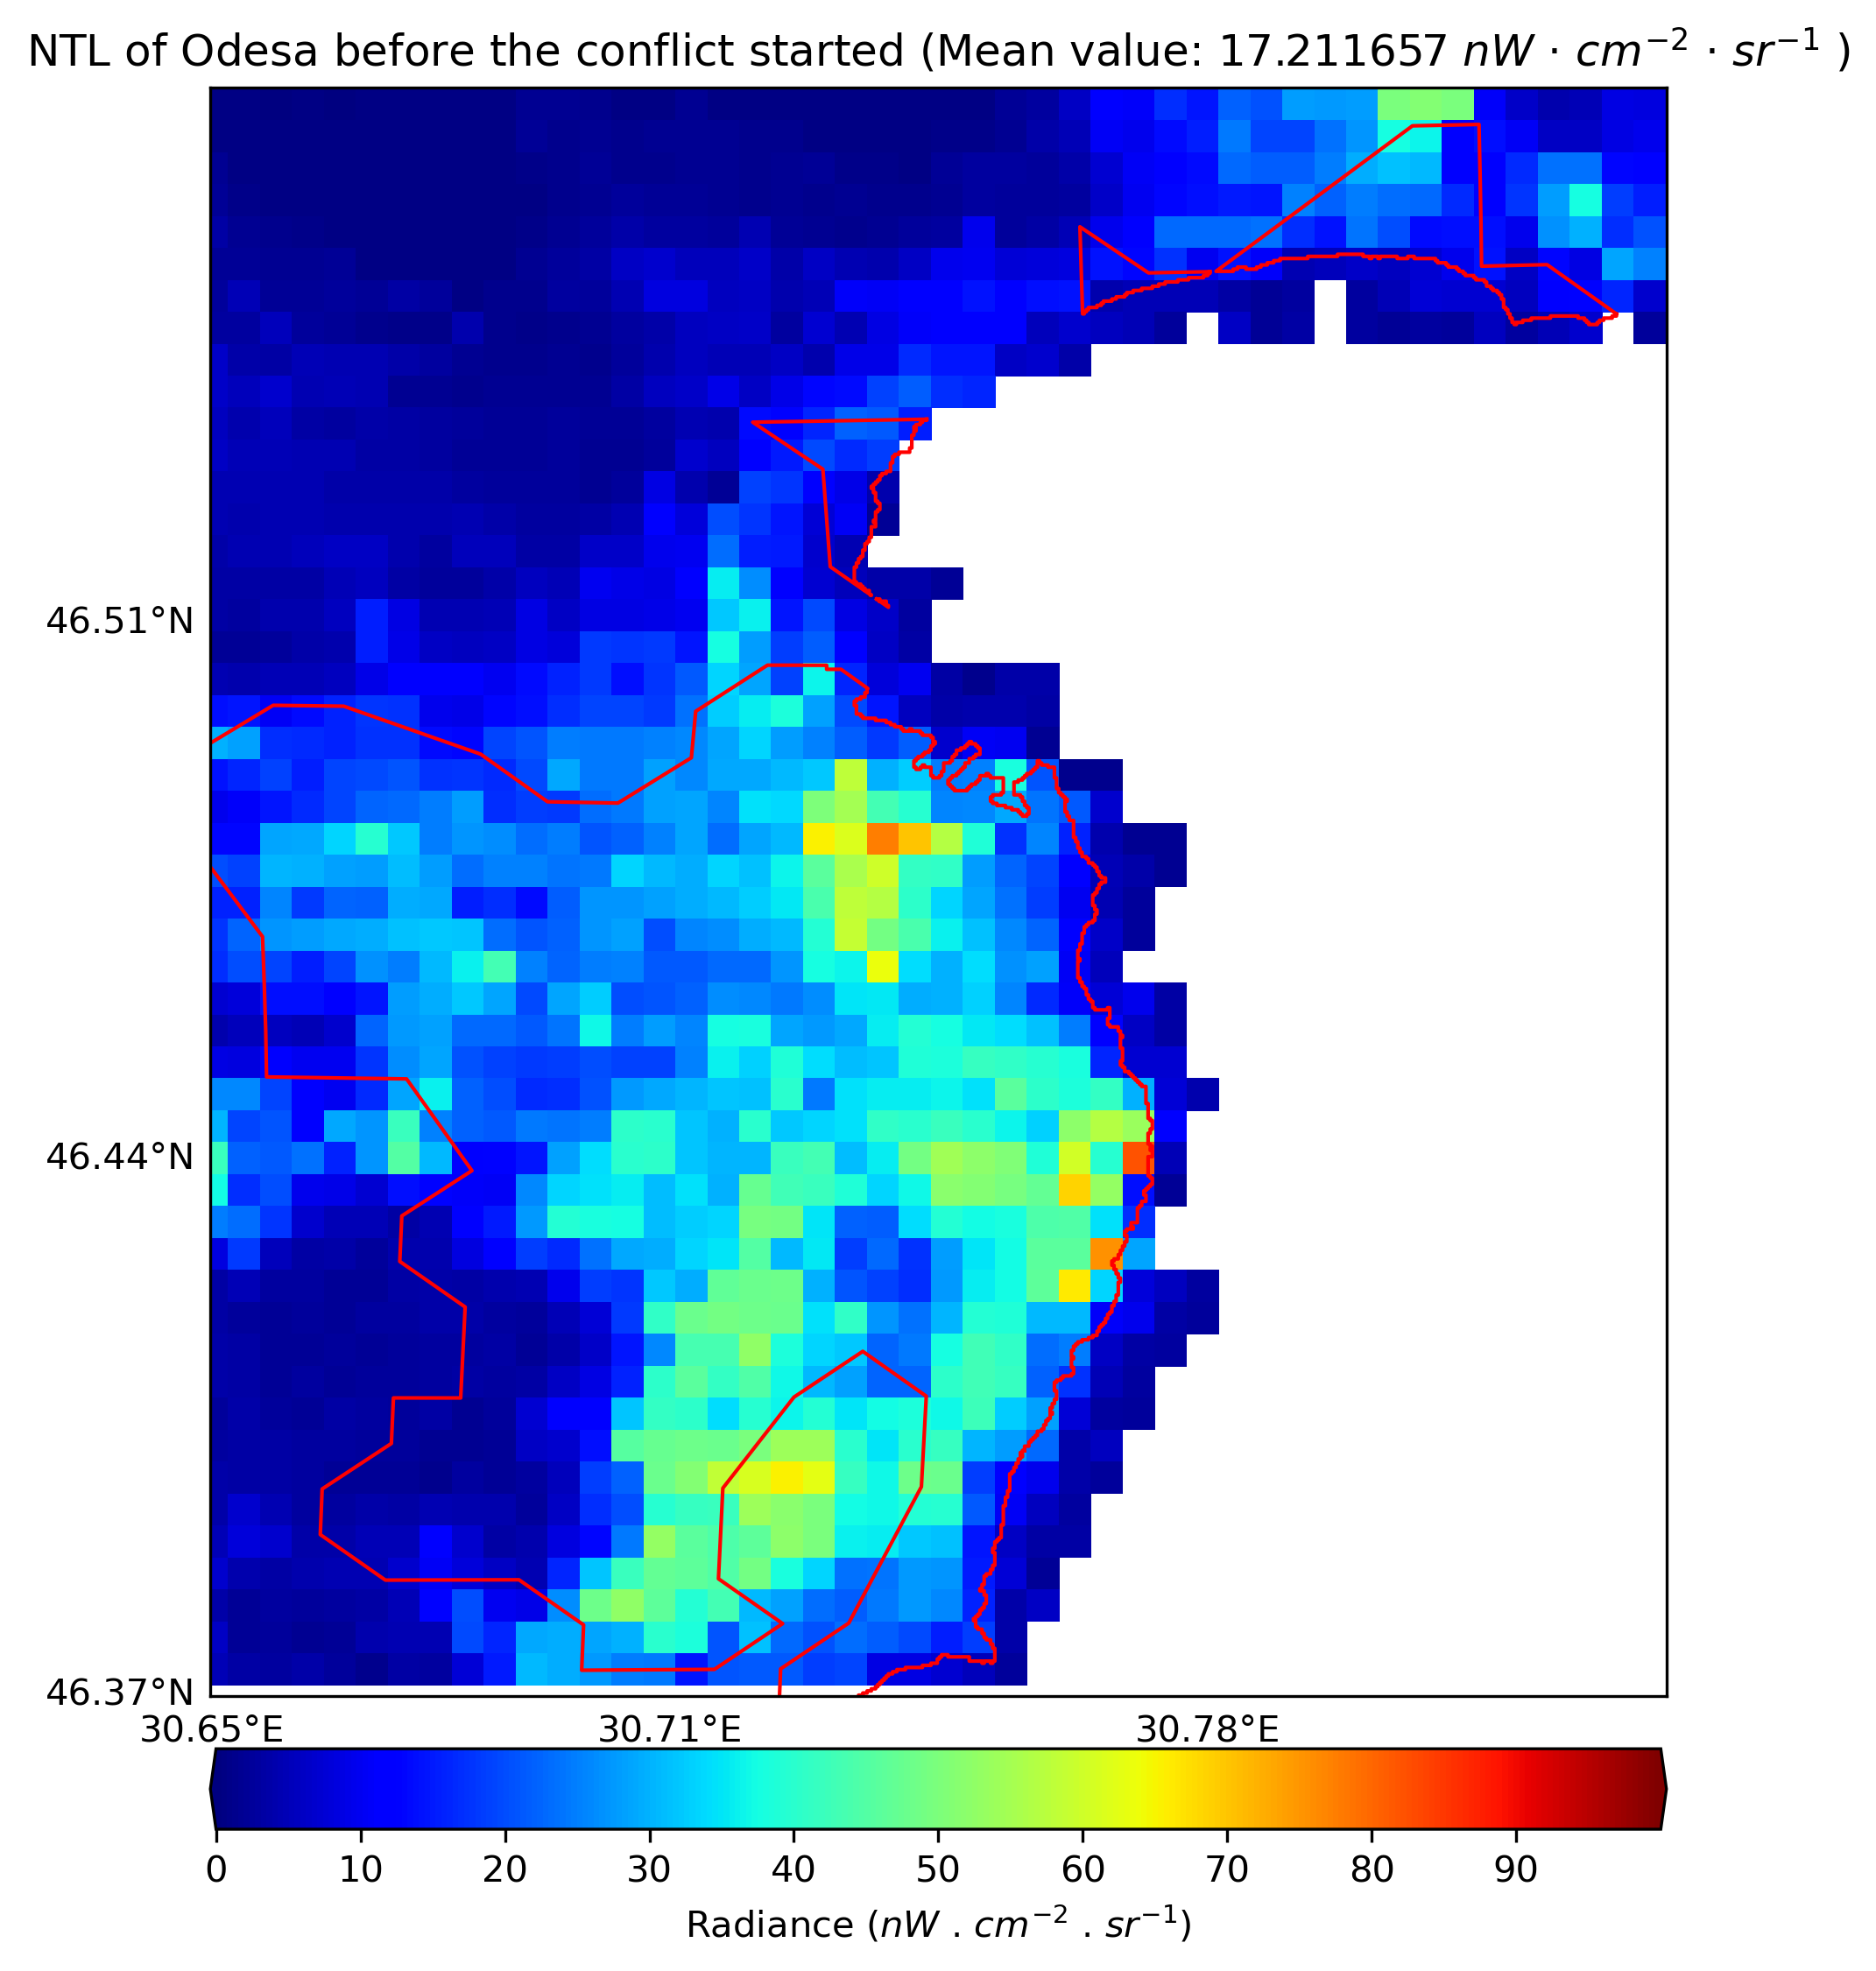 NTL of Odesa before the conflict started (Mean value: 17.211657 nW · cm⁻² · sr⁻¹ )
46.51°N
46.44°N
46.37°N
30.65°E 30.71°E 30.78°E
0 10 20 30 40 50 60 70 80 90
Radiance (nW . cm⁻² . sr⁻¹)